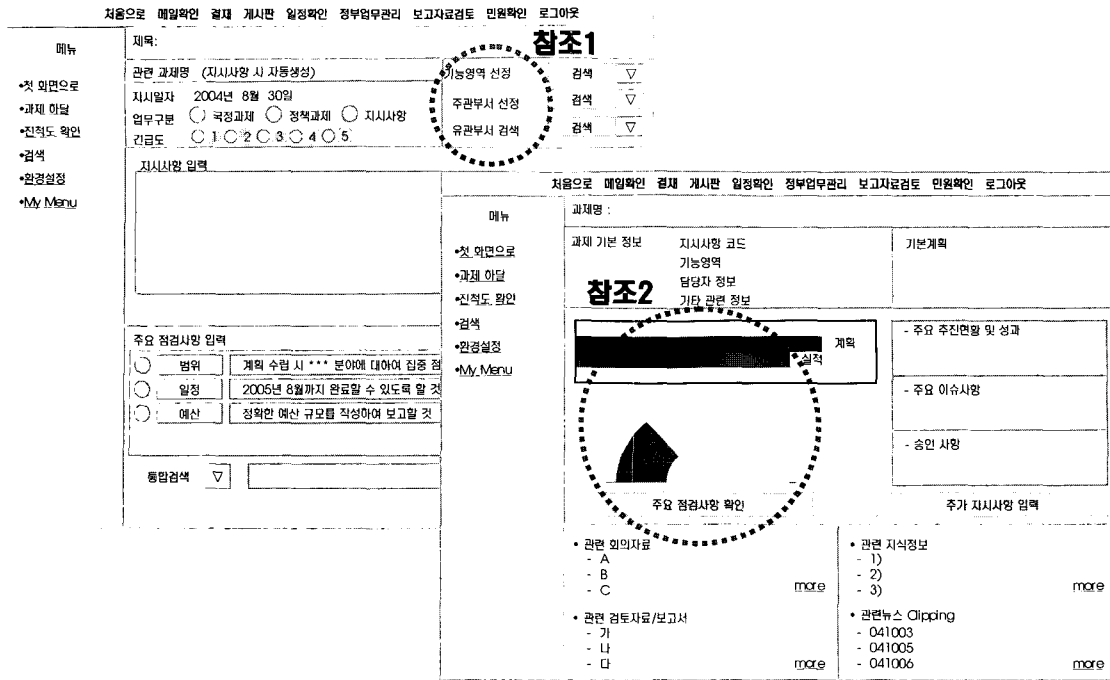 처음으로 메일확인 결재 게시판 일정확인 정부업무관리 보고자료검토 민원확인 로그아웃
메뉴
•첫 화면으로
•과제 하달
•진척도 확인
•검색
•환경설정
•My Menu
제목:
참조1
관련 과제명 (지시사항 시 자동생성)
지시일자 2004년 8월 30일
업무구분 국정과제 정책과제 지시사항
긴급도 1 2 3 4 5
기능영역 선정 검색 ▽
주관부서 선정 검색 ▽
유관부서 검색 검색 ▽
지시사항 입력
주요 점검사항 입력
범위 계획 수립 시 *** 분야에 대하여 집중 점
일정 2005년 8월까지 완료할 수 있도록 할 것
예산 정확한 예산 규모를 작성하여 보고할 것
통합검색 ▽
처음으로 메일확인 결재 게시판 일정확인 정부업무관리 보고자료검토 민원확인 로그아웃
메뉴
•첫 화면으로
•과제 하달
•진척도 확인
•검색
•환경설정
•My Menu
과제명 :
과제 기본 정보 지시사항 코드
기능영역
담당자 정보
기타 관련 정보
기본계획
참조2
계획
실적
- 주요 추진현황 및 성과
- 주요 이슈사항
- 승인 사항
주요 점검사항 확인
추가 지시사항 입력
• 관련 회의자료
- A
- B
- C more
• 관련 지식정보
- 1)
- 2)
- 3) more
• 관련 검토자료/보고서
- 가
- 나
- 다 more
• 관련뉴스 Clipping
- 041003
- 041005
- 041006 more